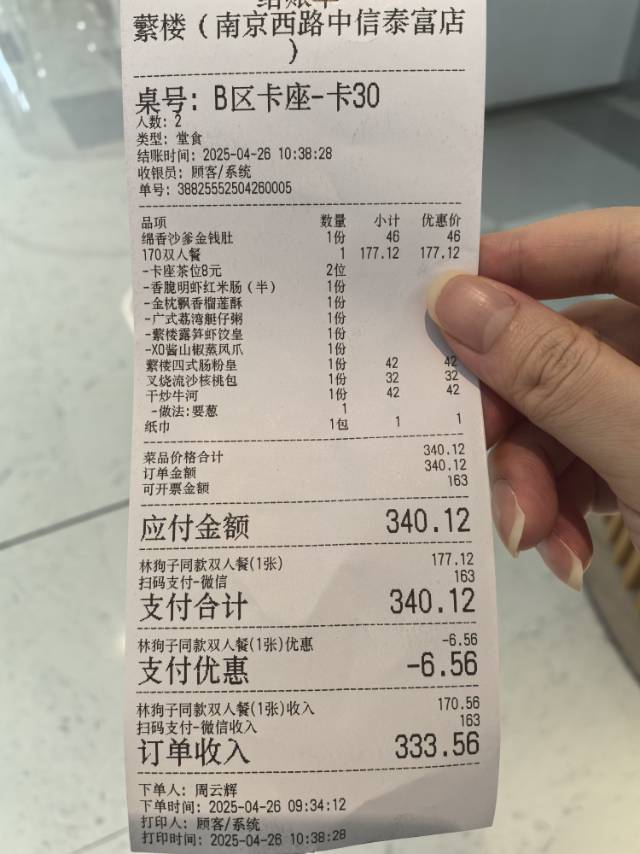 结账单
蘩楼（南京西路中信泰富店
）
桌号: B区卡座-卡30
人数: 2
类型: 堂食
结账时间: 2025-04-26 10:38:28
收银员: 顾客/系统
单号: 38825552504260005
品项 数量 小计 优惠价
绵香沙爹金钱肚 1份 46 46
170双人餐 1 177.12 177.12
-卡座茶位8元 2位
-香脆明虾红米肠（半） 1份
-金枕飘香榴莲酥 1份
-广式荔湾艇仔粥 1份
-蘩楼露笋虾饺皇 1份
-XO酱山椒蒸凤爪 1份
蘩楼四式肠粉皇 1份 42 42
叉烧流沙核桃包 1份 32 32
干炒牛河 1份 42 42
-做法:要葱 1
纸巾 1包 1 1
菜品价格合计 340.12
订单金额 340.12
可开票金额 163
应付金额 340.12
林狗子同款双人餐(1张) 177.12
扫码支付-微信 163
支付合计 340.12
林狗子同款双人餐(1张)优惠 -6.56
支付优惠 -6.56
林狗子同款双人餐(1张)收入 170.56
扫码支付-微信收入 163
订单收入 333.56
下单人: 周云辉
下单时间: 2025-04-26 09:34:12
打印人: 顾客/系统
打印时间: 2025-04-26 10:38:28